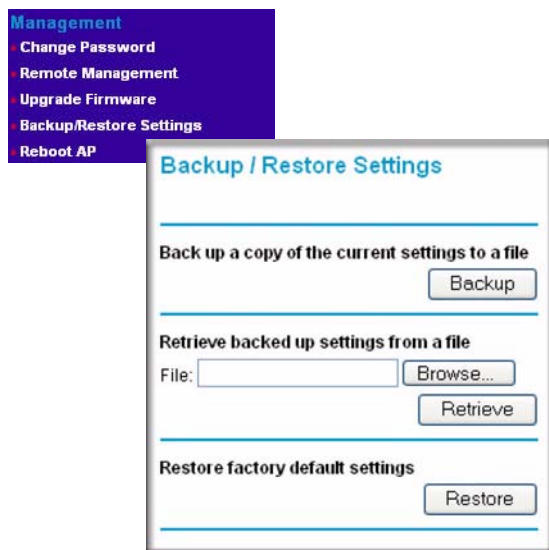 Management
Change Password
Remote Management
Upgrade Firmware
Backup/Restore Settings
Reboot AP
Backup / Restore Settings
Back up a copy of the current settings to a file
Backup
Retrieve backed up settings from a file
File: Browse...
Retrieve
Restore factory default settings
Restore